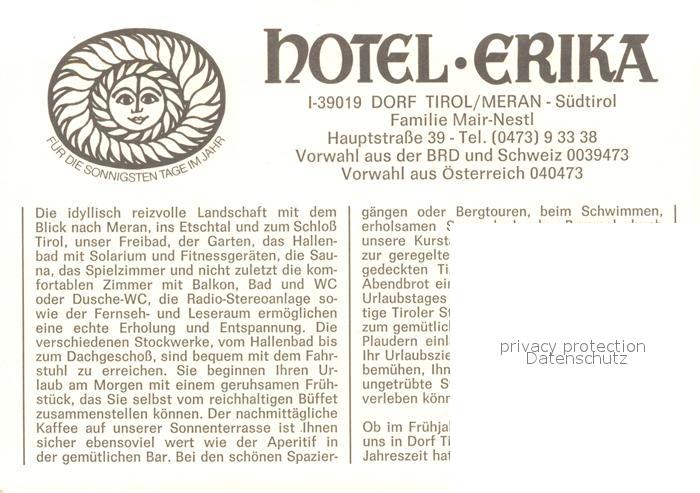 HOTEL · ERIKA
I-39019 DORF TIROL/MERAN - Südtirol
Familie Mair-Nestl
Hauptstraße 39 - Tel. (0473) 9 33 38
Vorwahl aus der BRD und Schweiz 0039473
Vorwahl aus Österreich 040473
FÜR DIE SONNIGSTEN TAGE IM JAHR
Die idyllisch reizvolle Landschaft mit dem
Blick nach Meran, ins Etschtal und zum Schloß
Tirol, unser Freibad, der Garten, das Hallen-
bad mit Solarium und Fitnessgeräten, die Sau-
na, das Spielzimmer und nicht zuletzt die kom-
fortablen Zimmer mit Balkon, Bad und WC
oder Dusche-WC, die Radio-Stereoanlage so-
wie der Fernseh- und Leseraum ermöglichen
eine echte Erholung und Entspannung. Die
verschiedenen Stockwerke, vom Hallenbad bis
zum Dachgeschoß, sind bequem mit dem Fahr-
stuhl zu erreichen. Sie beginnen Ihren Ur-
laub am Morgen mit einem geruhsamen Früh-
stück, das Sie selbst vom reichhaltigen Büffet
zusammenstellen können. Der nachmittägliche
Kaffee auf unserer Sonnenterrasse ist Ihnen
sicher ebensoviel wert wie der Aperitif in
der gemütlichen Bar. Bei den schönen Spazier-
gängen oder Bergtouren, beim Schwimmen,
erholsamen
unsere Kurst
zur geregelte
gedeckten Ti
Abendbrot ei
Urlaubstages
tige Tiroler St
zum gemütlic
Plaudern einl
Ihr Urlaubszie
bemühen, Ihn
ungetrübte St
verleben könn
Ob im Frühja
uns in Dorf Ti
Jahreszeit hat
privacy protection
Datenschutz